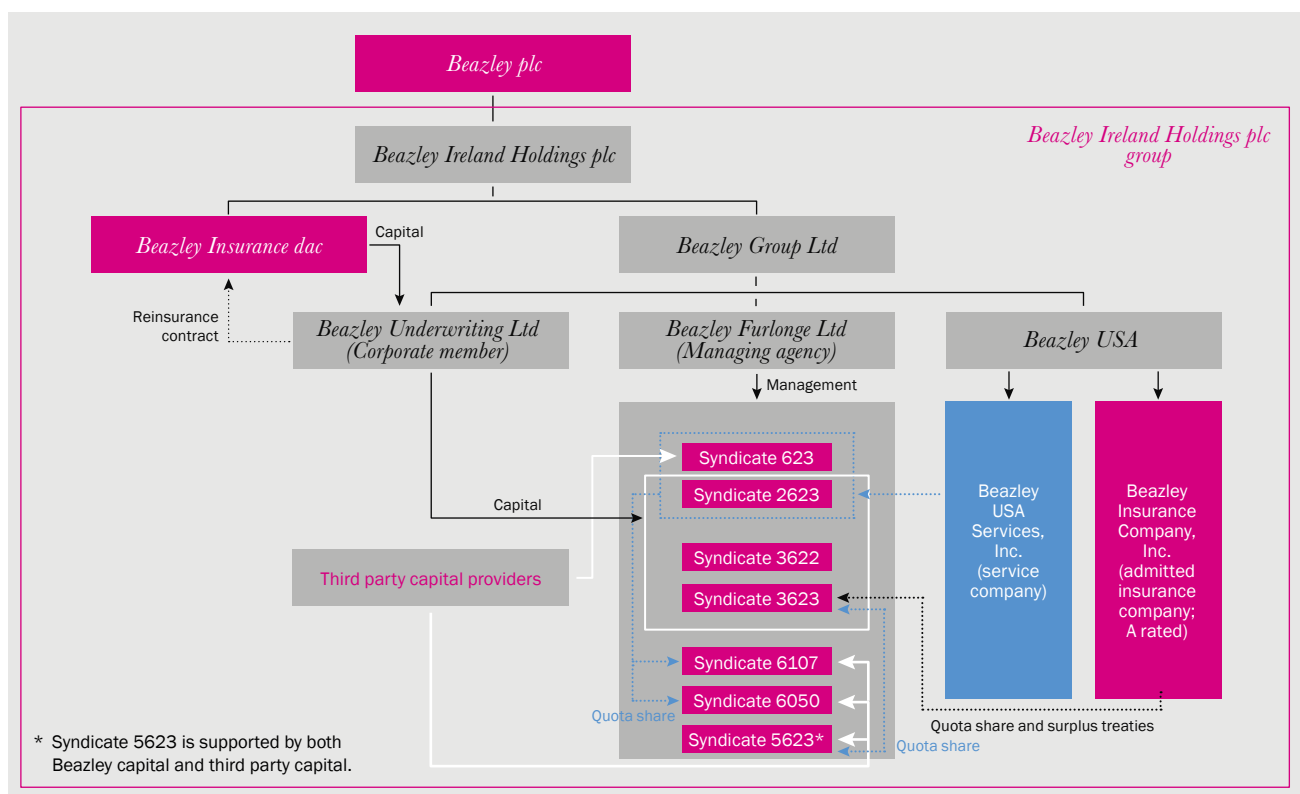 Beazley plc
Beazley Ireland Holdings plc
group
Beazley Ireland Holdings plc
Beazley Insurance dac
Capital
Beazley Group Ltd
Reinsurance
contract
Beazley Underwriting Ltd
(Corporate member)
Beazley Furlonge Ltd
(Managing agency)
Beazley USA
Management
Syndicate 623
Syndicate 2623
Capital
Syndicate 3622
Syndicate 3623
Third party capital providers
Beazley
USA
Services,
Inc.
(service
company)
Beazley
Insurance
Company,
Inc.
(admitted
insurance
company;
A rated)
Syndicate 6107
Syndicate 6050
Quota share
Syndicate 5623*
Quota share and surplus treaties
Quota share
* Syndicate 5623 is supported by both
Beazley capital and third party capital.